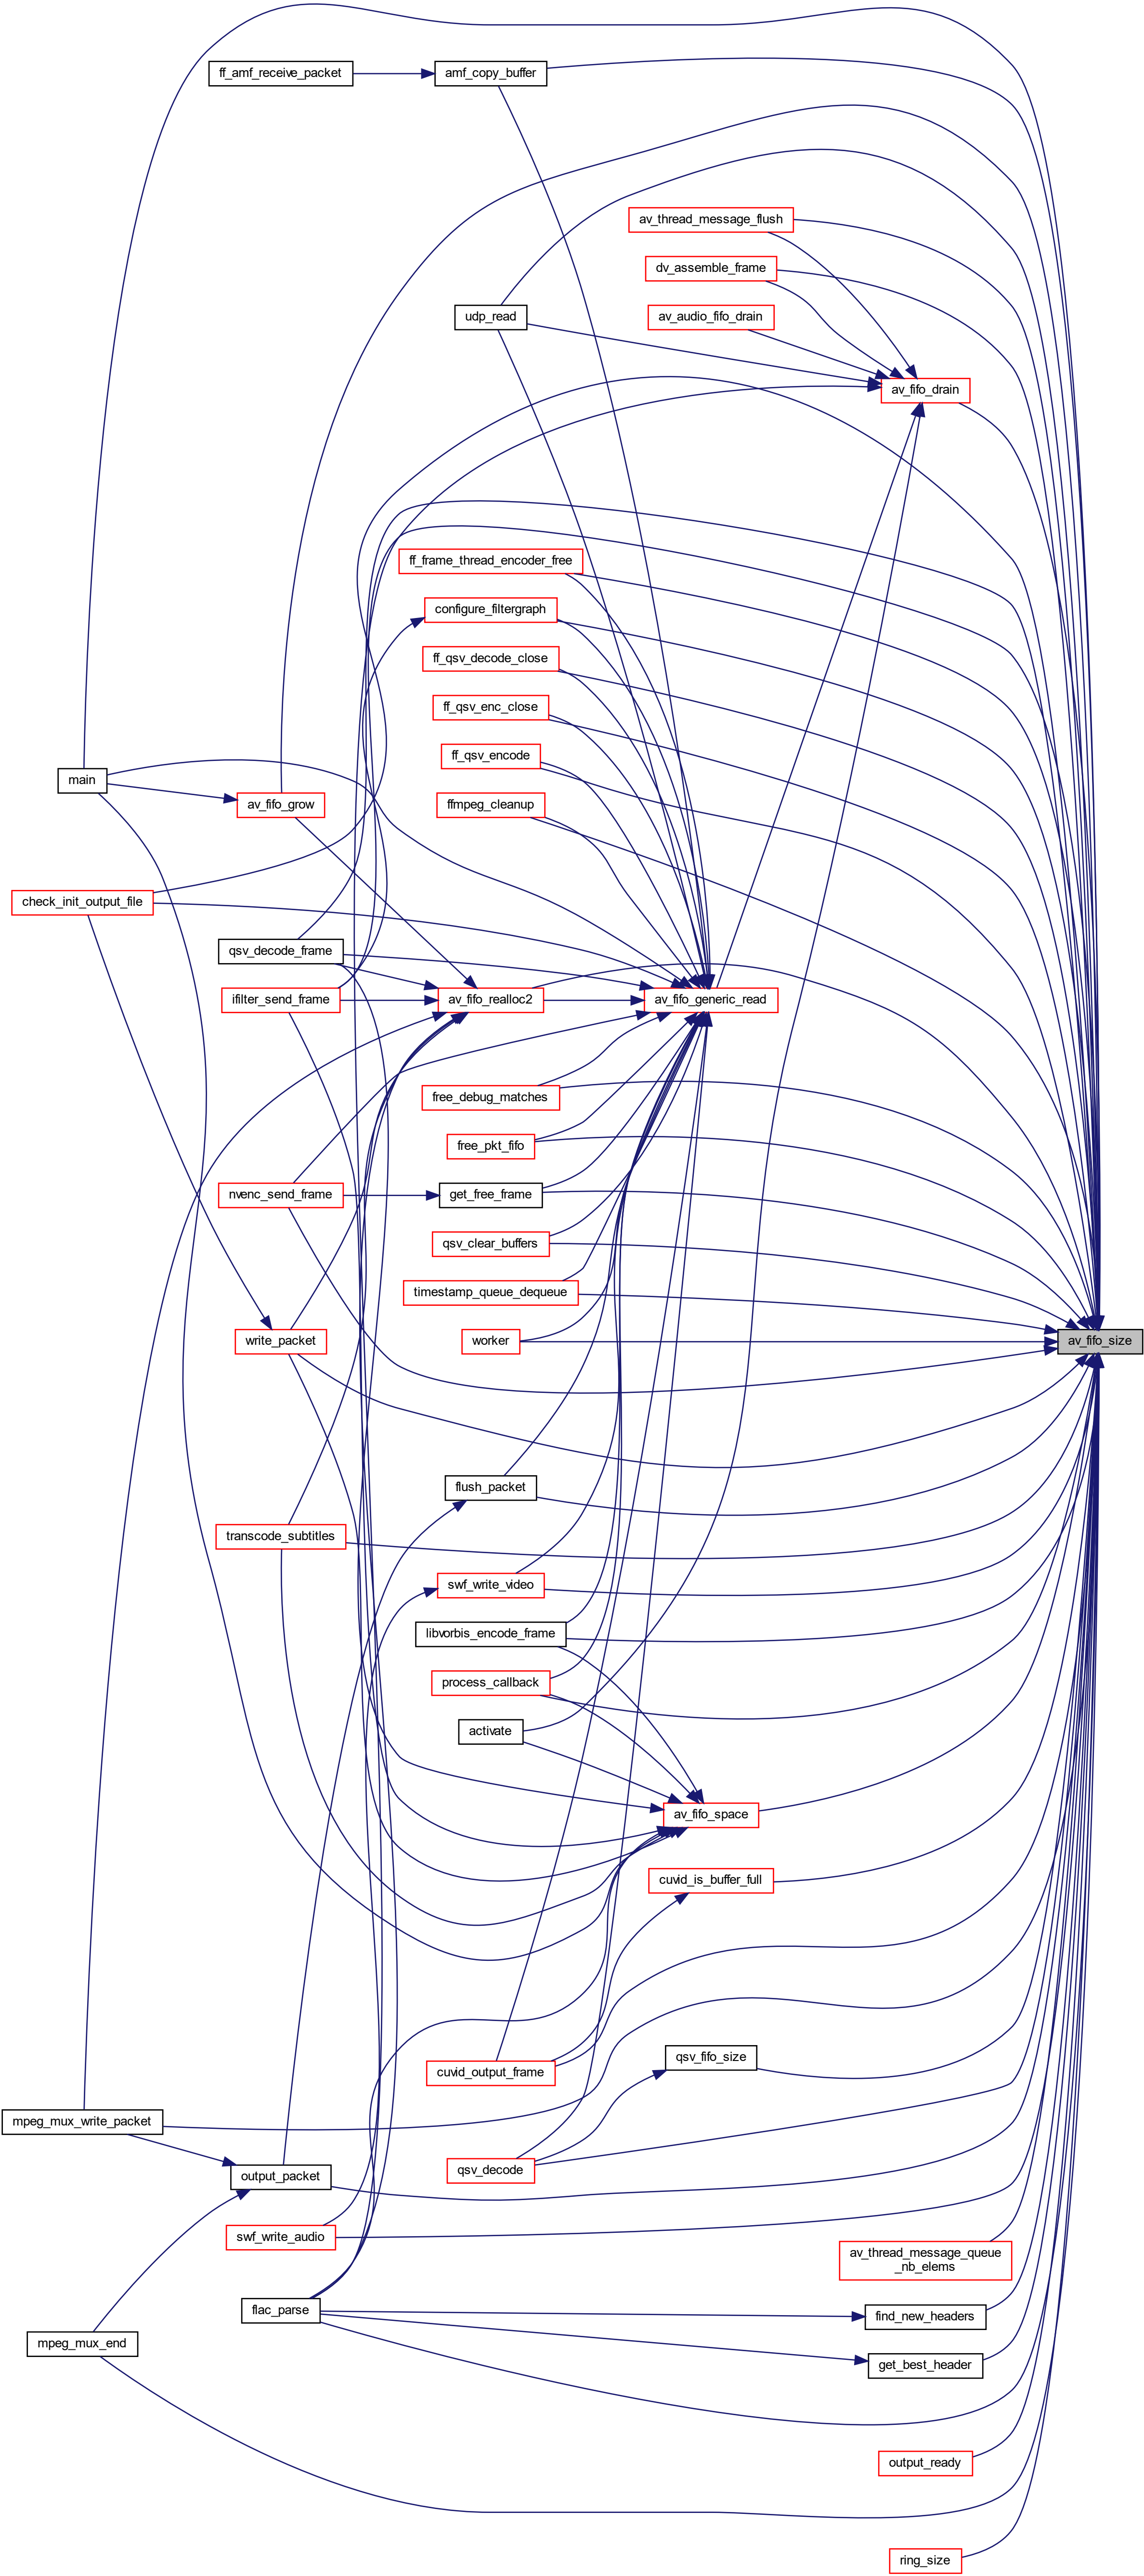 ff_amf_receive_packet
amf_copy_buffer
av_thread_message_flush
dv_assemble_frame
udp_read
av_audio_fifo_drain
av_fifo_drain
ff_frame_thread_encoder_free
configure_filtergraph
ff_qsv_decode_close
ff_qsv_enc_close
ff_qsv_encode
main
av_fifo_grow
ffmpeg_cleanup
check_init_output_file
qsv_decode_frame
ifilter_send_frame
av_fifo_realloc2
av_fifo_generic_read
free_debug_matches
free_pkt_fifo
nvenc_send_frame
get_free_frame
qsv_clear_buffers
timestamp_queue_dequeue
write_packet
worker
av_fifo_size
flush_packet
transcode_subtitles
swf_write_video
libvorbis_encode_frame
process_callback
activate
av_fifo_space
cuvid_is_buffer_full
qsv_fifo_size
cuvid_output_frame
mpeg_mux_write_packet
output_packet
qsv_decode
swf_write_audio
av_thread_message_queue
_nb_elems
flac_parse
find_new_headers
mpeg_mux_end
get_best_header
output_ready
ring_size